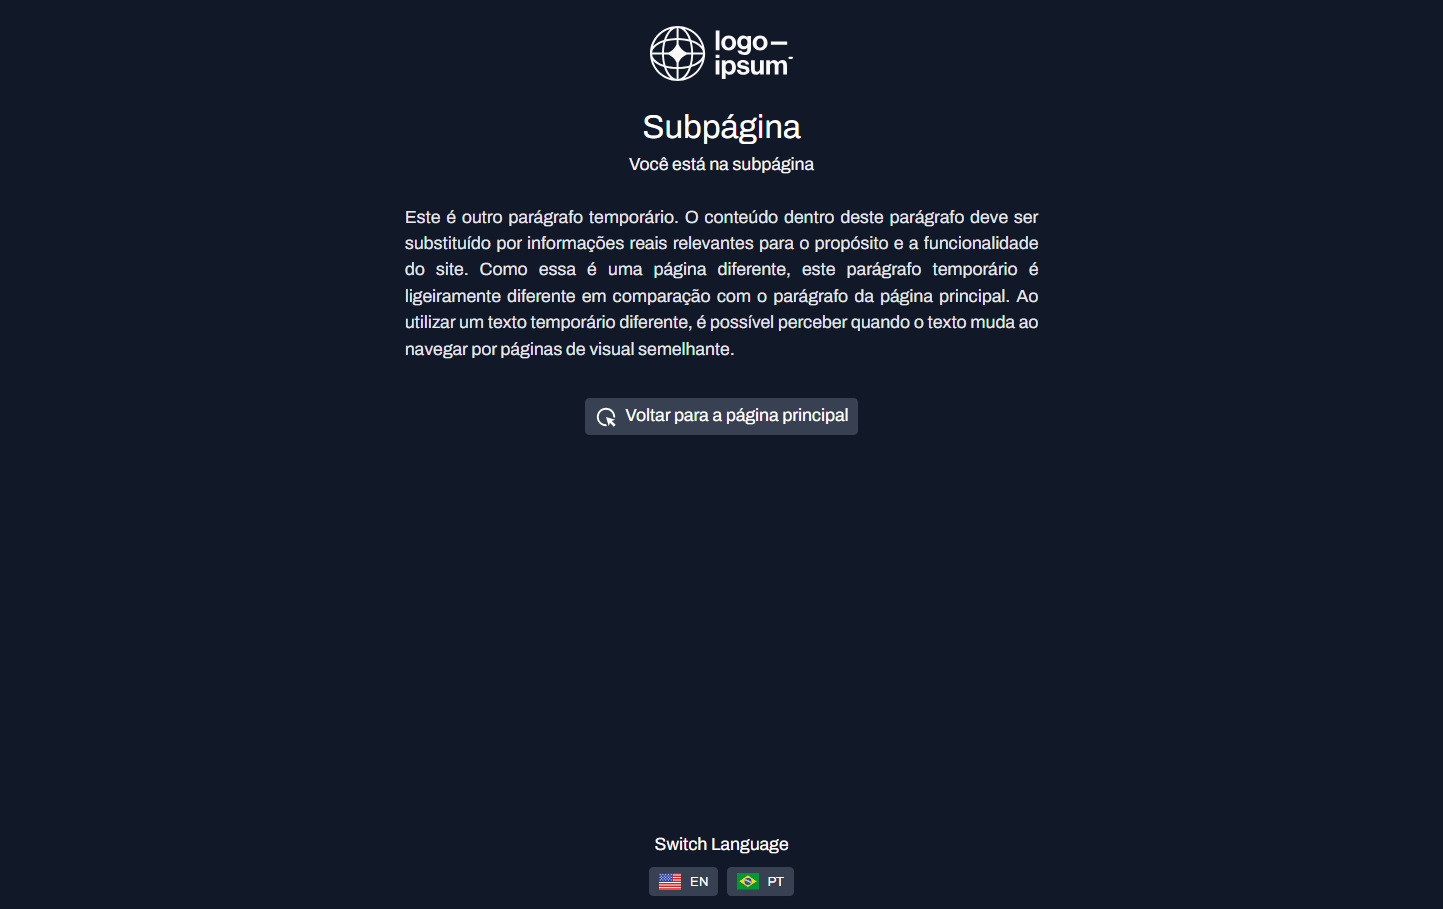 logo
ipsum
Subpágina
Você está na subpágina
Este é outro parágrafo temporário. O conteúdo dentro deste parágrafo deve ser
substituído por informações reais relevantes para o propósito e a funcionalidade
do site. Como essa é uma página diferente, este parágrafo temporário é
ligeiramente diferente em comparação com o parágrafo da página principal. Ao
utilizar um texto temporário diferente, é possível perceber quando o texto muda ao
navegar por páginas de visual semelhante.
Voltar para a página principal
Switch Language
EN PT